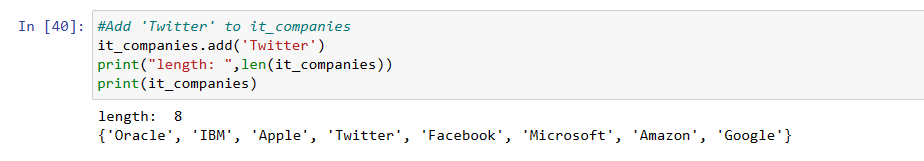 In [40]: #Add 'Twitter' to it_companies
it_companies.add('Twitter')
print("length: ",len(it_companies))
print(it_companies)
length:  8
{'Oracle', 'IBM', 'Apple', 'Twitter', 'Facebook', 'Microsoft', 'Amazon', 'Google'}